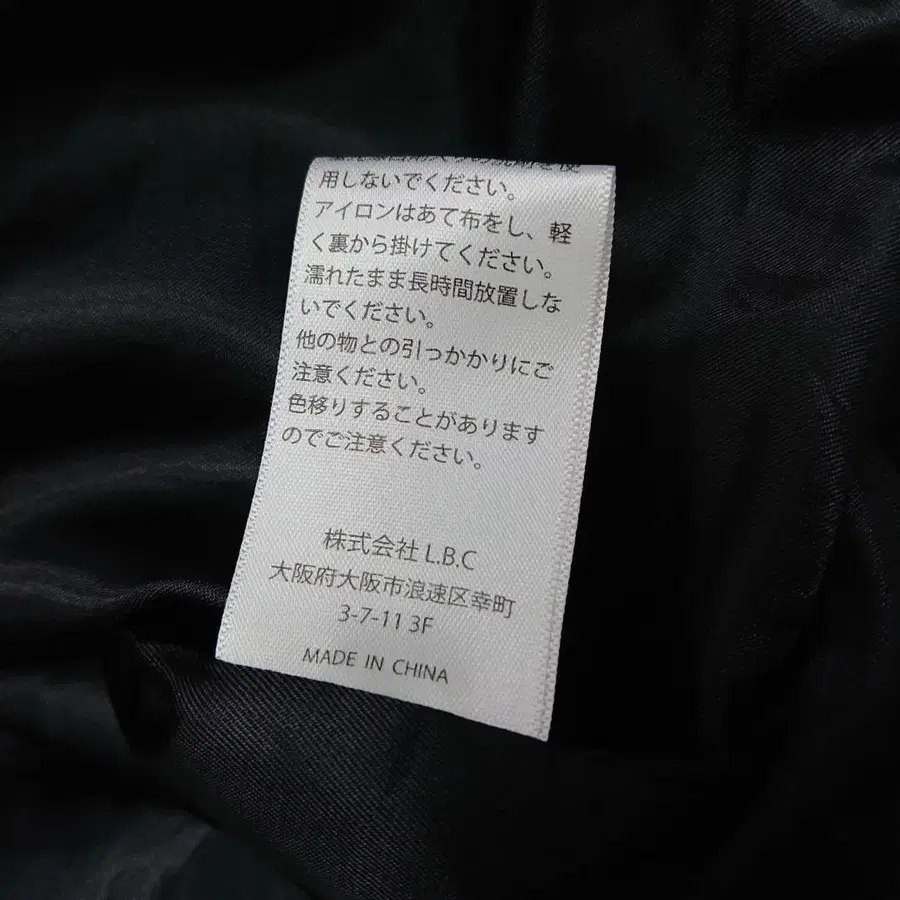 用しないでください。
アイロンはあて布をし、軽
く裏から掛けてください。
濡れたまま長時間放置しな
いでください。
他の物との引っかかりにご
注意ください。
色移りすることがあります
のでご注意ください。
株式会社 L.B.C
大阪府大阪市浪速区幸町
3-7-11 3F
MADE IN CHINA